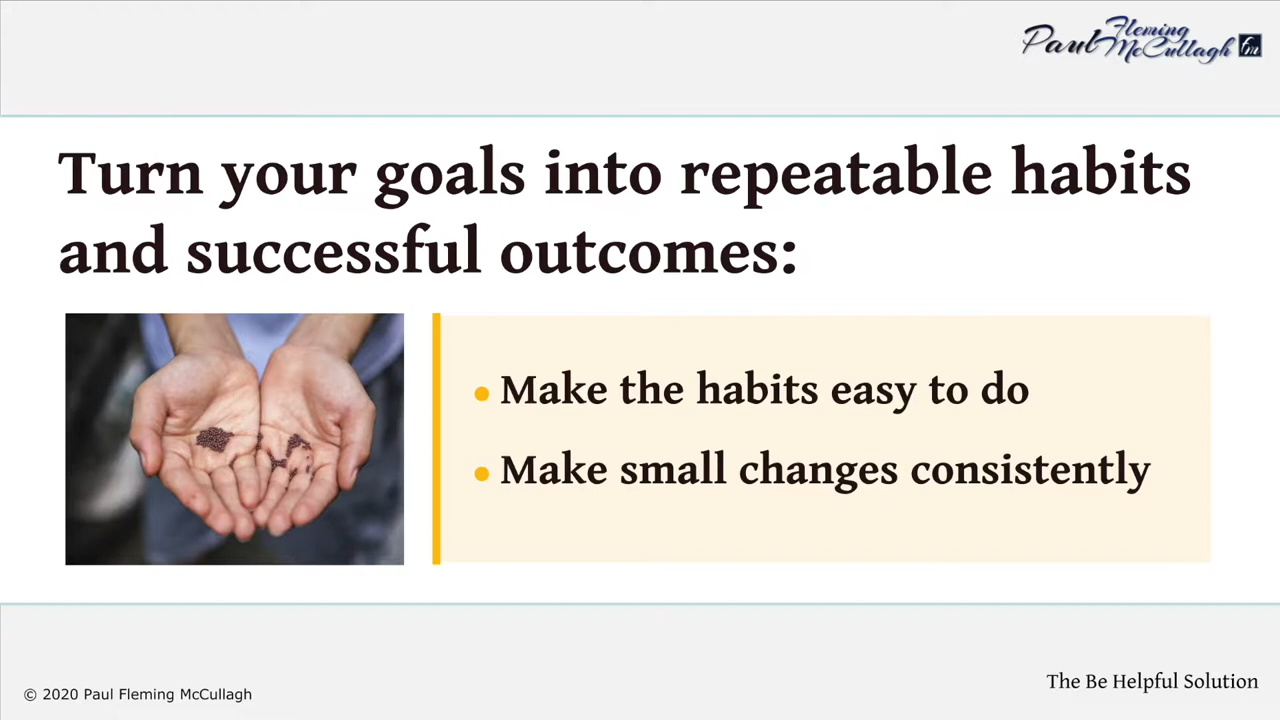 Paul Fleming
McCullagh fm
Turn your goals into repeatable habits
and successful outcomes:
• Make the habits easy to do
• Make small changes consistently
© 2020 Paul Fleming McCullagh
The Be Helpful Solution